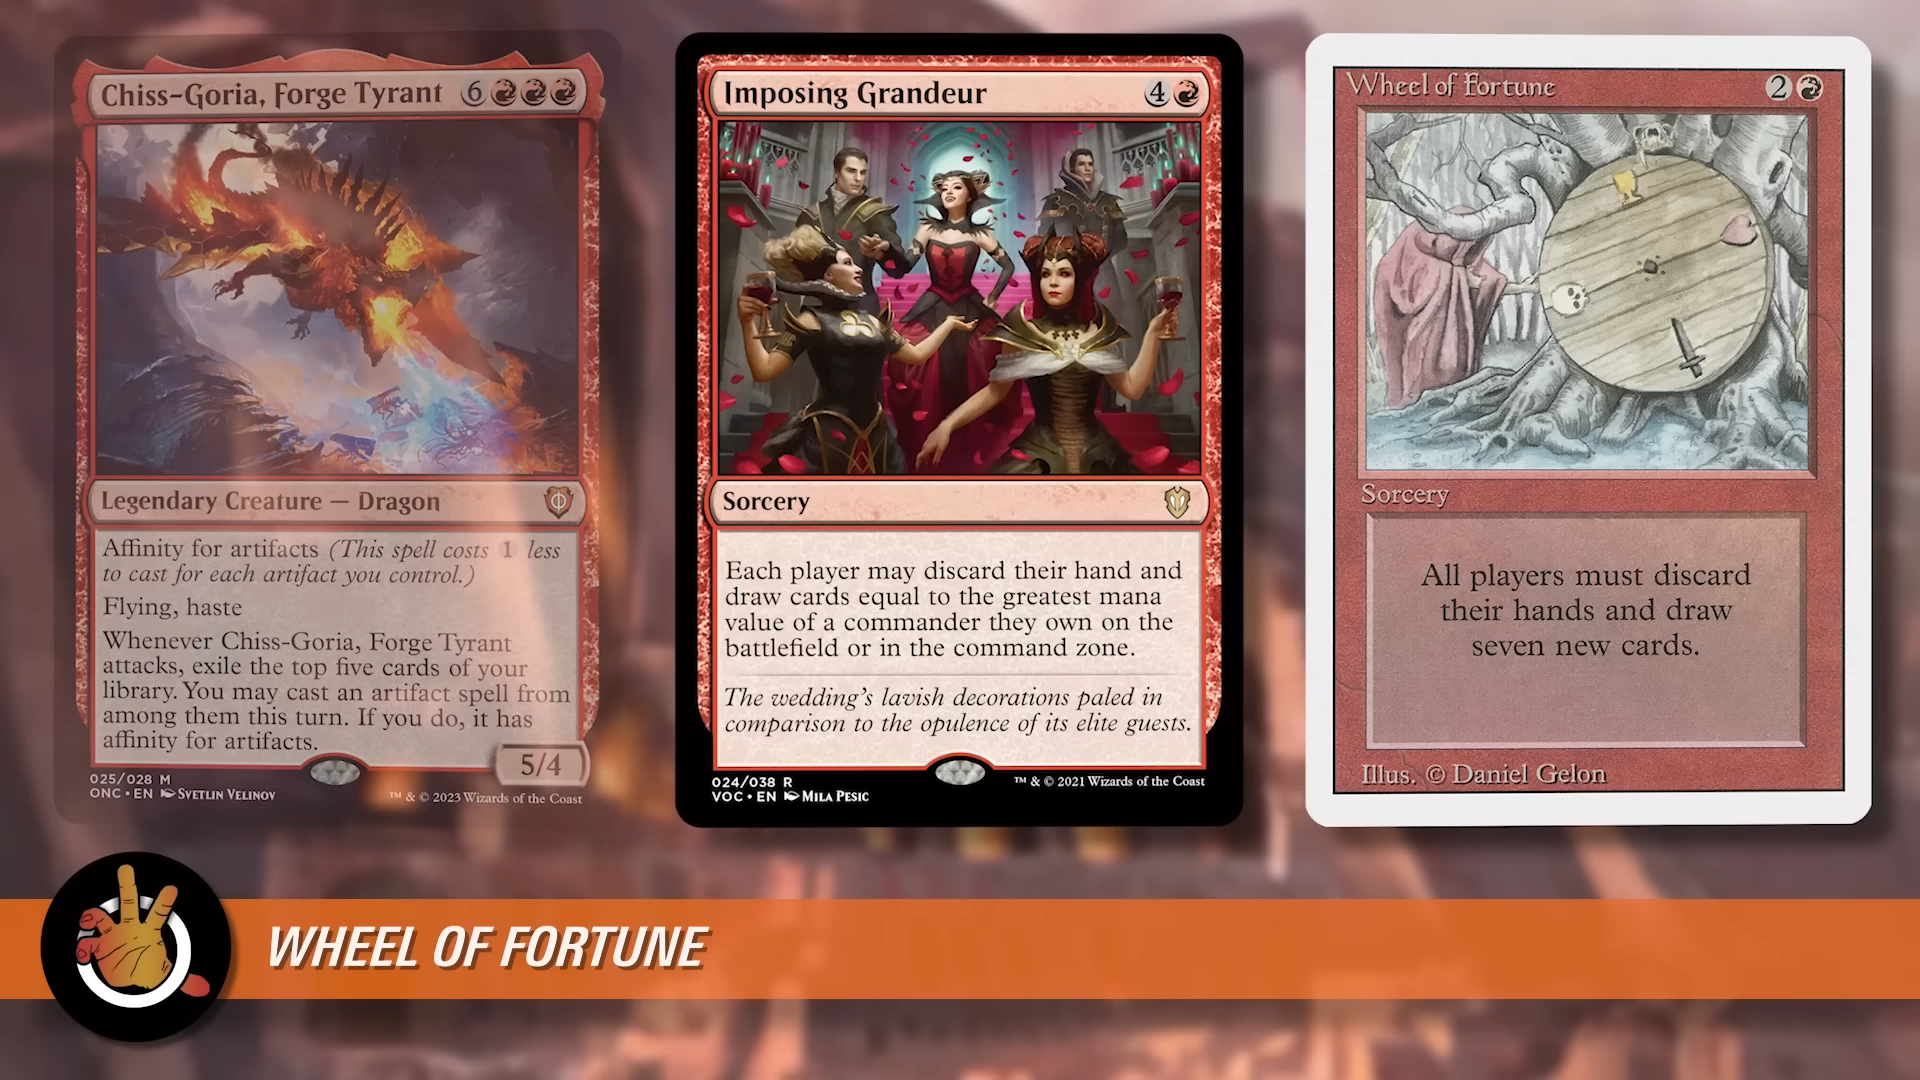 Chiss-Goria, Forge Tyrant 6
Legendary Creature — Dragon
Affinity for artifacts (This spell costs 1 less
to cast for each artifact you control.)
Flying, haste
Whenever Chiss-Goria, Forge Tyrant
attacks, exile the top five cards of your
library. You may cast an artifact spell from
among them this turn. If you do, it has
affinity for artifacts.
5/4
025/028 M
ONC • EN Svetlin Velinov
™ & © 2023 Wizards of the Coast
Imposing Grandeur 4
Sorcery
Each player may discard their hand and
draw cards equal to the greatest mana
value of a commander they own on the
battlefield or in the command zone.
The wedding's lavish decorations paled in
comparison to the opulence of its elite guests.
024/038 R
VOC • EN Mila Pesic
™ & © 2021 Wizards of the Coast
Wheel of Fortune 2
Sorcery
All players must discard
their hands and draw
seven new cards.
Illus. © Daniel Gelon
WHEEL OF FORTUNE